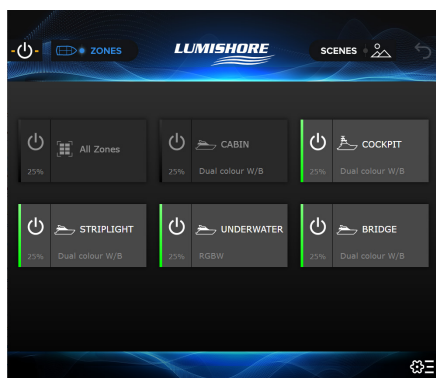 ZONES
LUMISHORE
SCENES
All Zones
25%
CABIN
25% Dual colour W/B
COCKPIT
25% Dual colour W/B
STRIPLIGHT
25% Dual colour W/B
UNDERWATER
25% RGBW
BRIDGE
25% Dual colour W/B